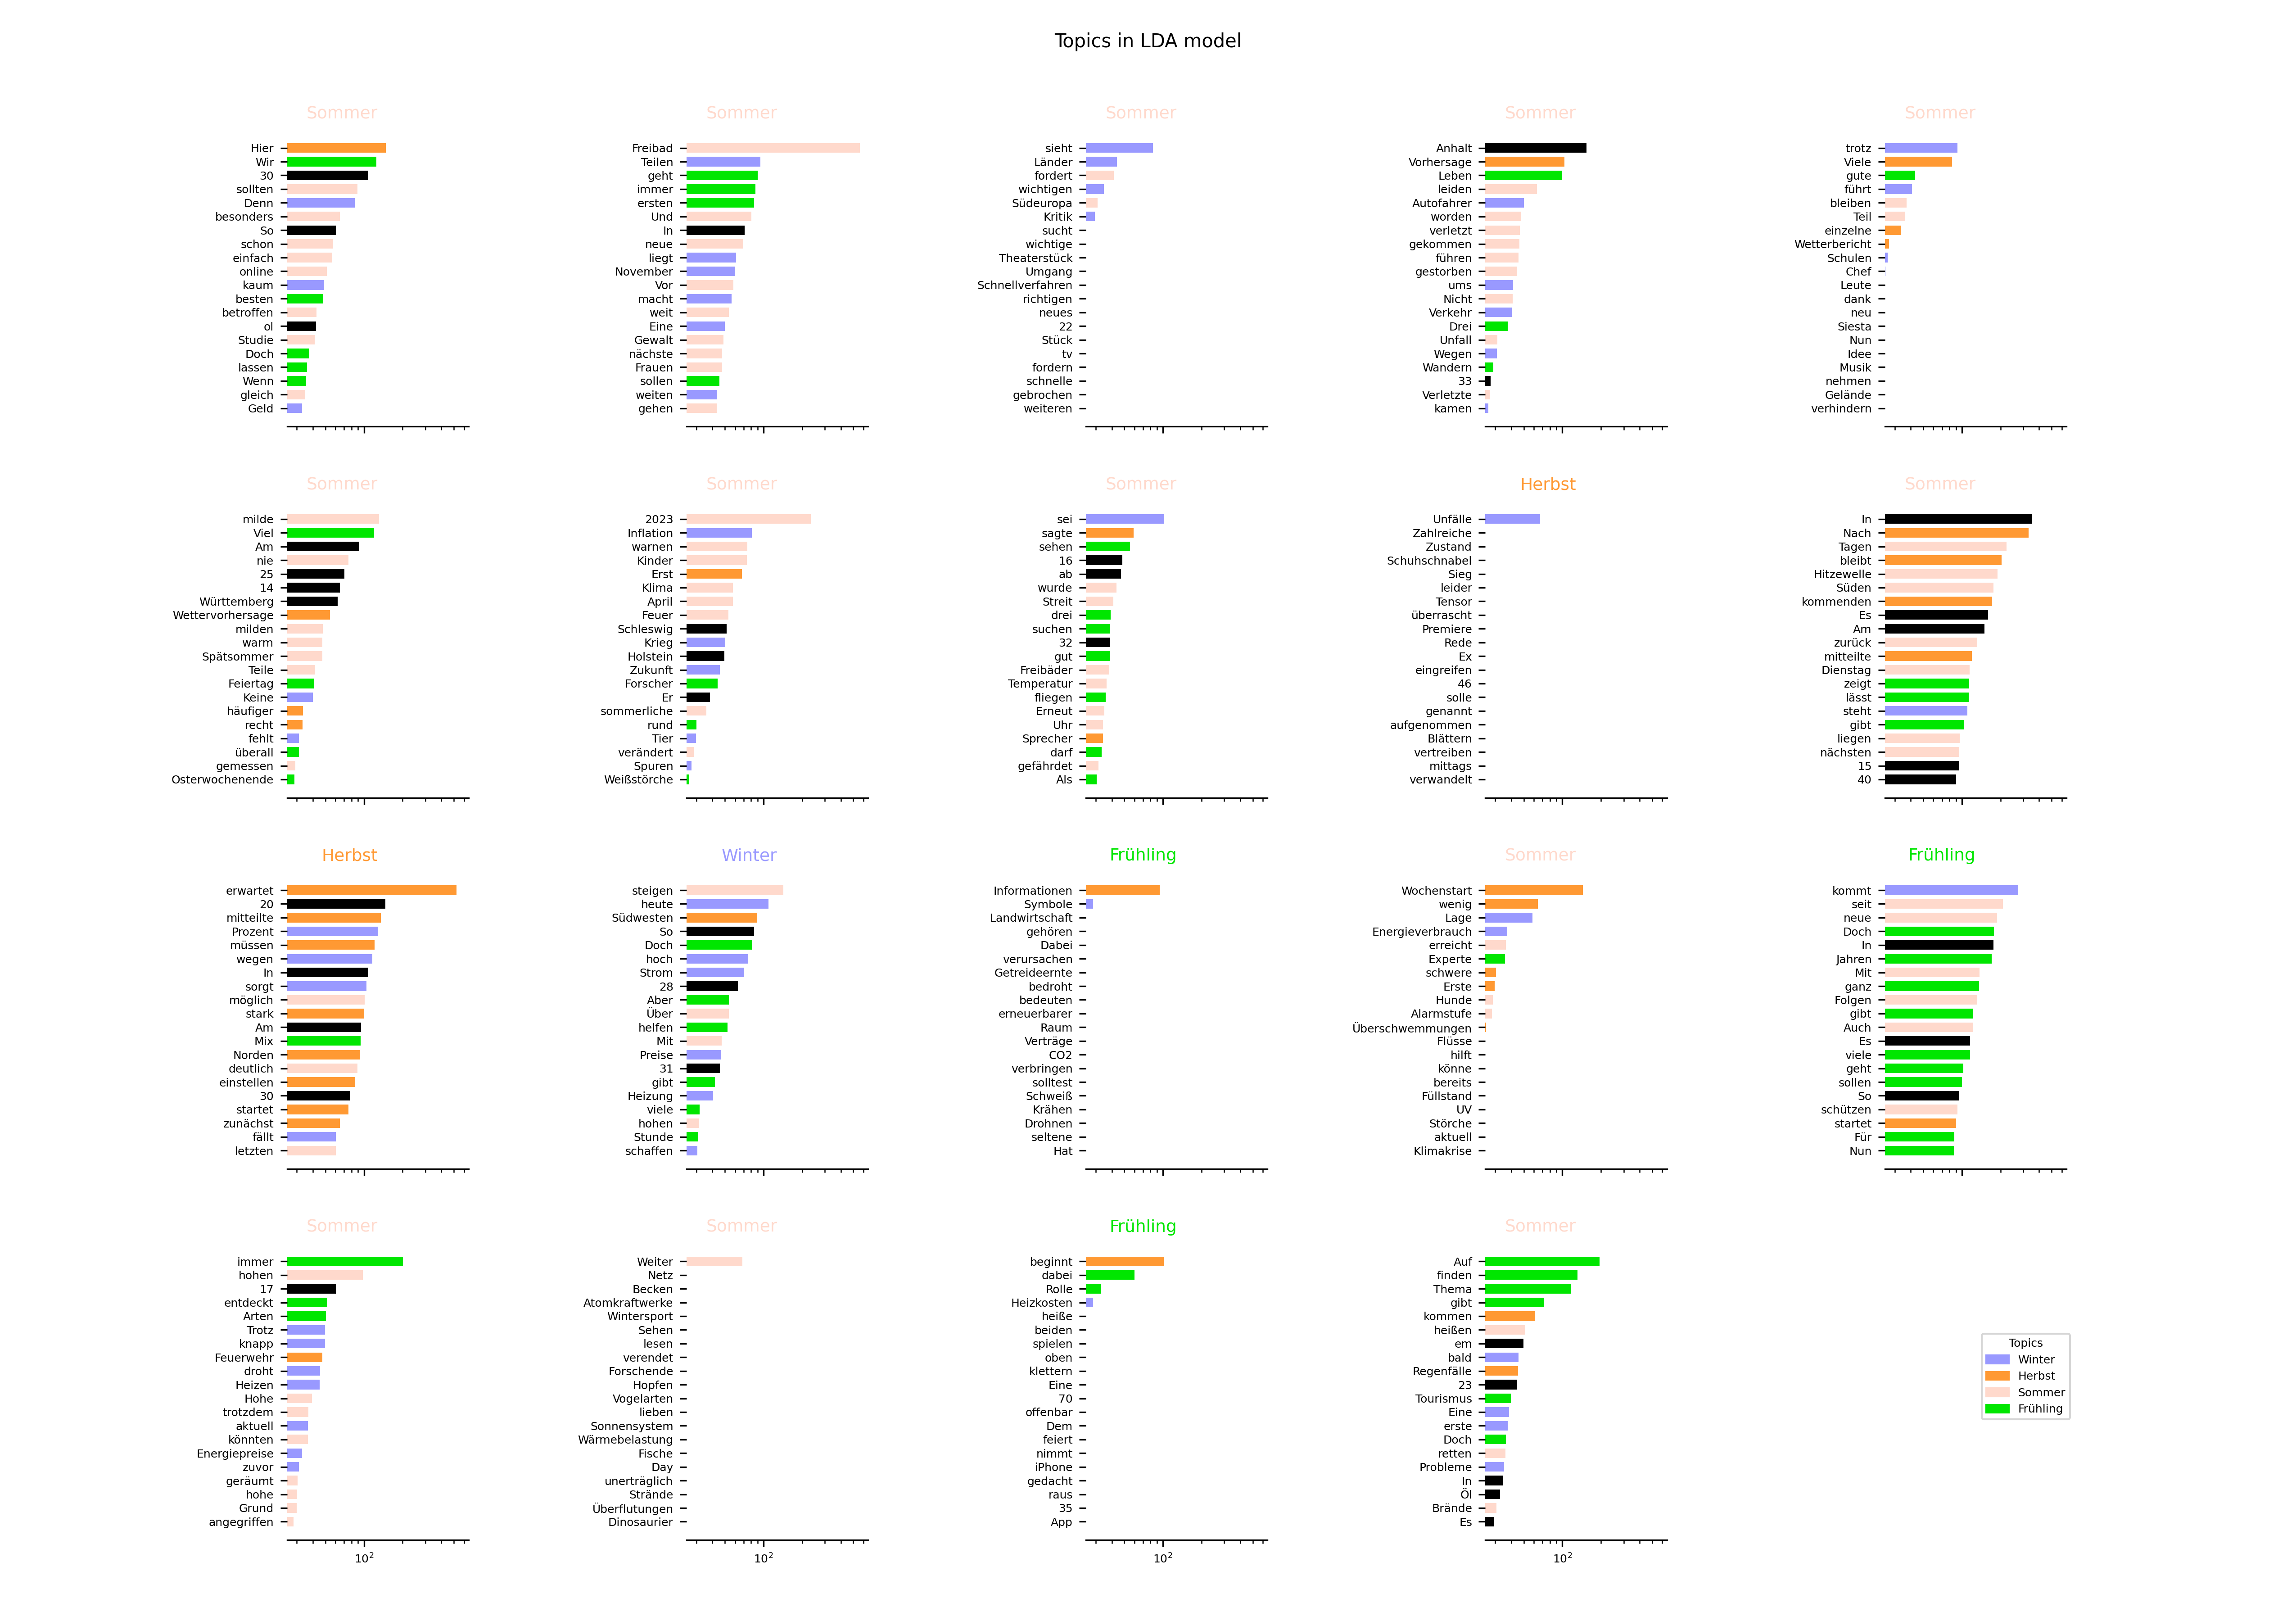 Topics in LDA model
Sommer
Hier
Wir
30
sollten
Denn
besonders
So
schon
einfach
online
kaum
besten
betroffen
ol
Studie
Doch
lassen
Wenn
gleich
Geld
Sommer
Freibad
Teilen
geht
immer
ersten
Und
In
neue
liegt
November
Vor
macht
weit
Eine
Gewalt
nächste
Frauen
sollen
weiten
gehen
Sommer
sieht
Länder
fordert
wichtigen
Südeuropa
Kritik
sucht
wichtige
Theaterstück
Umgang
Schnellverfahren
richtigen
neues
22
Stück
tv
fordern
schnelle
gebrochen
weiteren
Sommer
Anhalt
Vorhersage
Leben
leiden
Autofahrer
worden
verletzt
gekommen
führen
gestorben
ums
Nicht
Verkehr
Drei
Unfall
Wegen
Wandern
33
Verletzte
kamen
Sommer
trotz
Viele
gute
führt
bleiben
Teil
einzelne
Wetterbericht
Schulen
Chef
Leute
dank
neu
Siesta
Nun
Idee
Musik
nehmen
Gelände
verhindern
Sommer
milde
Viel
Am
nie
25
14
Württemberg
Wettervorhersage
milden
warm
Spätsommer
Teile
Feiertag
Keine
häufiger
recht
fehlt
überall
gemessen
Osterwochenende
Sommer
2023
Inflation
warnen
Kinder
Erst
Klima
April
Feuer
Schleswig
Krieg
Holstein
Zukunft
Forscher
Er
sommerliche
rund
Tier
verändert
Spuren
Weißstörche
Sommer
sei
sagte
sehen
16
ab
wurde
Streit
drei
suchen
32
gut
Freibäder
Temperatur
fliegen
Erneut
Uhr
Sprecher
darf
gefährdet
Als
Herbst
Unfälle
Zahlreiche
Zustand
Schuhschnabel
Sieg
leider
Tensor
überrascht
Premiere
Rede
Ex
eingreifen
46
solle
genannt
aufgenommen
Blättern
vertreiben
mittags
verwandelt
Sommer
In
Nach
Tagen
bleibt
Hitzewelle
Süden
kommenden
Es
Am
zurück
mitteilte
Dienstag
zeigt
lässt
steht
gibt
liegen
nächsten
15
40
Herbst
erwartet
20
mitteilte
Prozent
müssen
wegen
In
sorgt
möglich
stark
Am
Mix
Norden
deutlich
einstellen
30
startet
zunächst
fällt
letzten
Winter
steigen
heute
Südwesten
So
Doch
hoch
Strom
28
Aber
Über
helfen
Mit
Preise
31
gibt
Heizung
viele
hohen
Stunde
schaffen
Frühling
Informationen
Symbole
Landwirtschaft
gehören
Dabei
verursachen
Getreideernte
bedroht
bedeuten
erneuerbarer
Raum
Verträge
CO2
verbringen
solltest
Schweiß
Krähen
Drohnen
seltene
Hat
Sommer
Wochenstart
wenig
Lage
Energieverbrauch
erreicht
Experte
schwere
Erste
Hunde
Alarmstufe
Überschwemmungen
Flüsse
hilft
könne
bereits
Füllstand
UV
Störche
aktuell
Klimakrise
Frühling
kommt
seit
neue
Doch
In
Jahren
Mit
ganz
Folgen
gibt
Auch
Es
viele
geht
sollen
So
schützen
startet
Für
Nun
Sommer
immer
hohen
17
entdeckt
Arten
Trotz
knapp
Feuerwehr
droht
Heizen
Hohe
trotzdem
aktuell
könnten
Energiepreise
zuvor
geräumt
hohe
Grund
angegriffen
10²
Sommer
Weiter
Netz
Becken
Atomkraftwerke
Wintersport
Sehen
lesen
verendet
Forschende
Hopfen
Vogelarten
lieben
Sonnensystem
Wärmebelastung
Fische
Day
unerträglich
Strände
Überflutungen
Dinosaurier
10²
Frühling
beginnt
dabei
Rolle
Heizkosten
heiße
beiden
spielen
oben
klettern
Eine
70
offenbar
Dem
feiert
nimmt
iPhone
gedacht
raus
35
App
10²
Sommer
Auf
finden
Thema
gibt
kommen
heißen
em
bald
Regenfälle
23
Tourismus
Eine
erste
Doch
retten
Probleme
In
Öl
Brände
Es
10²
Topics
Winter
Herbst
Sommer
Frühling